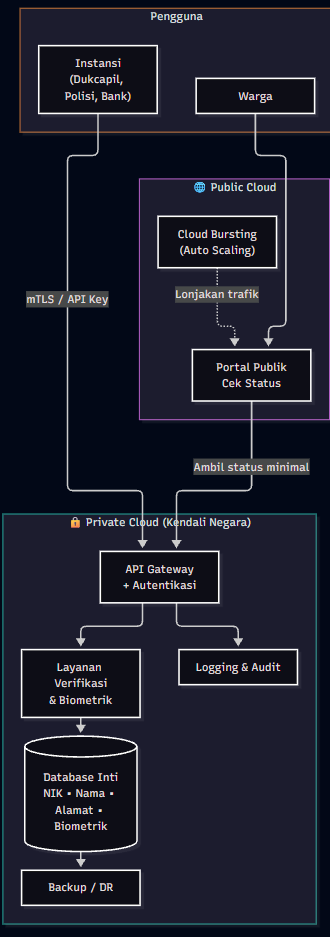 Pengguna
Instansi
(Dukcapil,
Polisi, Bank)
Warga
🌐 Public Cloud
Cloud Bursting
(Auto Scaling)
mTLS / API Key
Lonjakan trafik
Portal Publik
Cek Status
Ambil status minimal
🔒 Private Cloud (Kendali Negara)
API Gateway
+ Autentikasi
Layanan
Verifikasi
& Biometrik
Logging & Audit
Database Inti
NIK • Nama •
Alamat •
Biometrik
Backup / DR